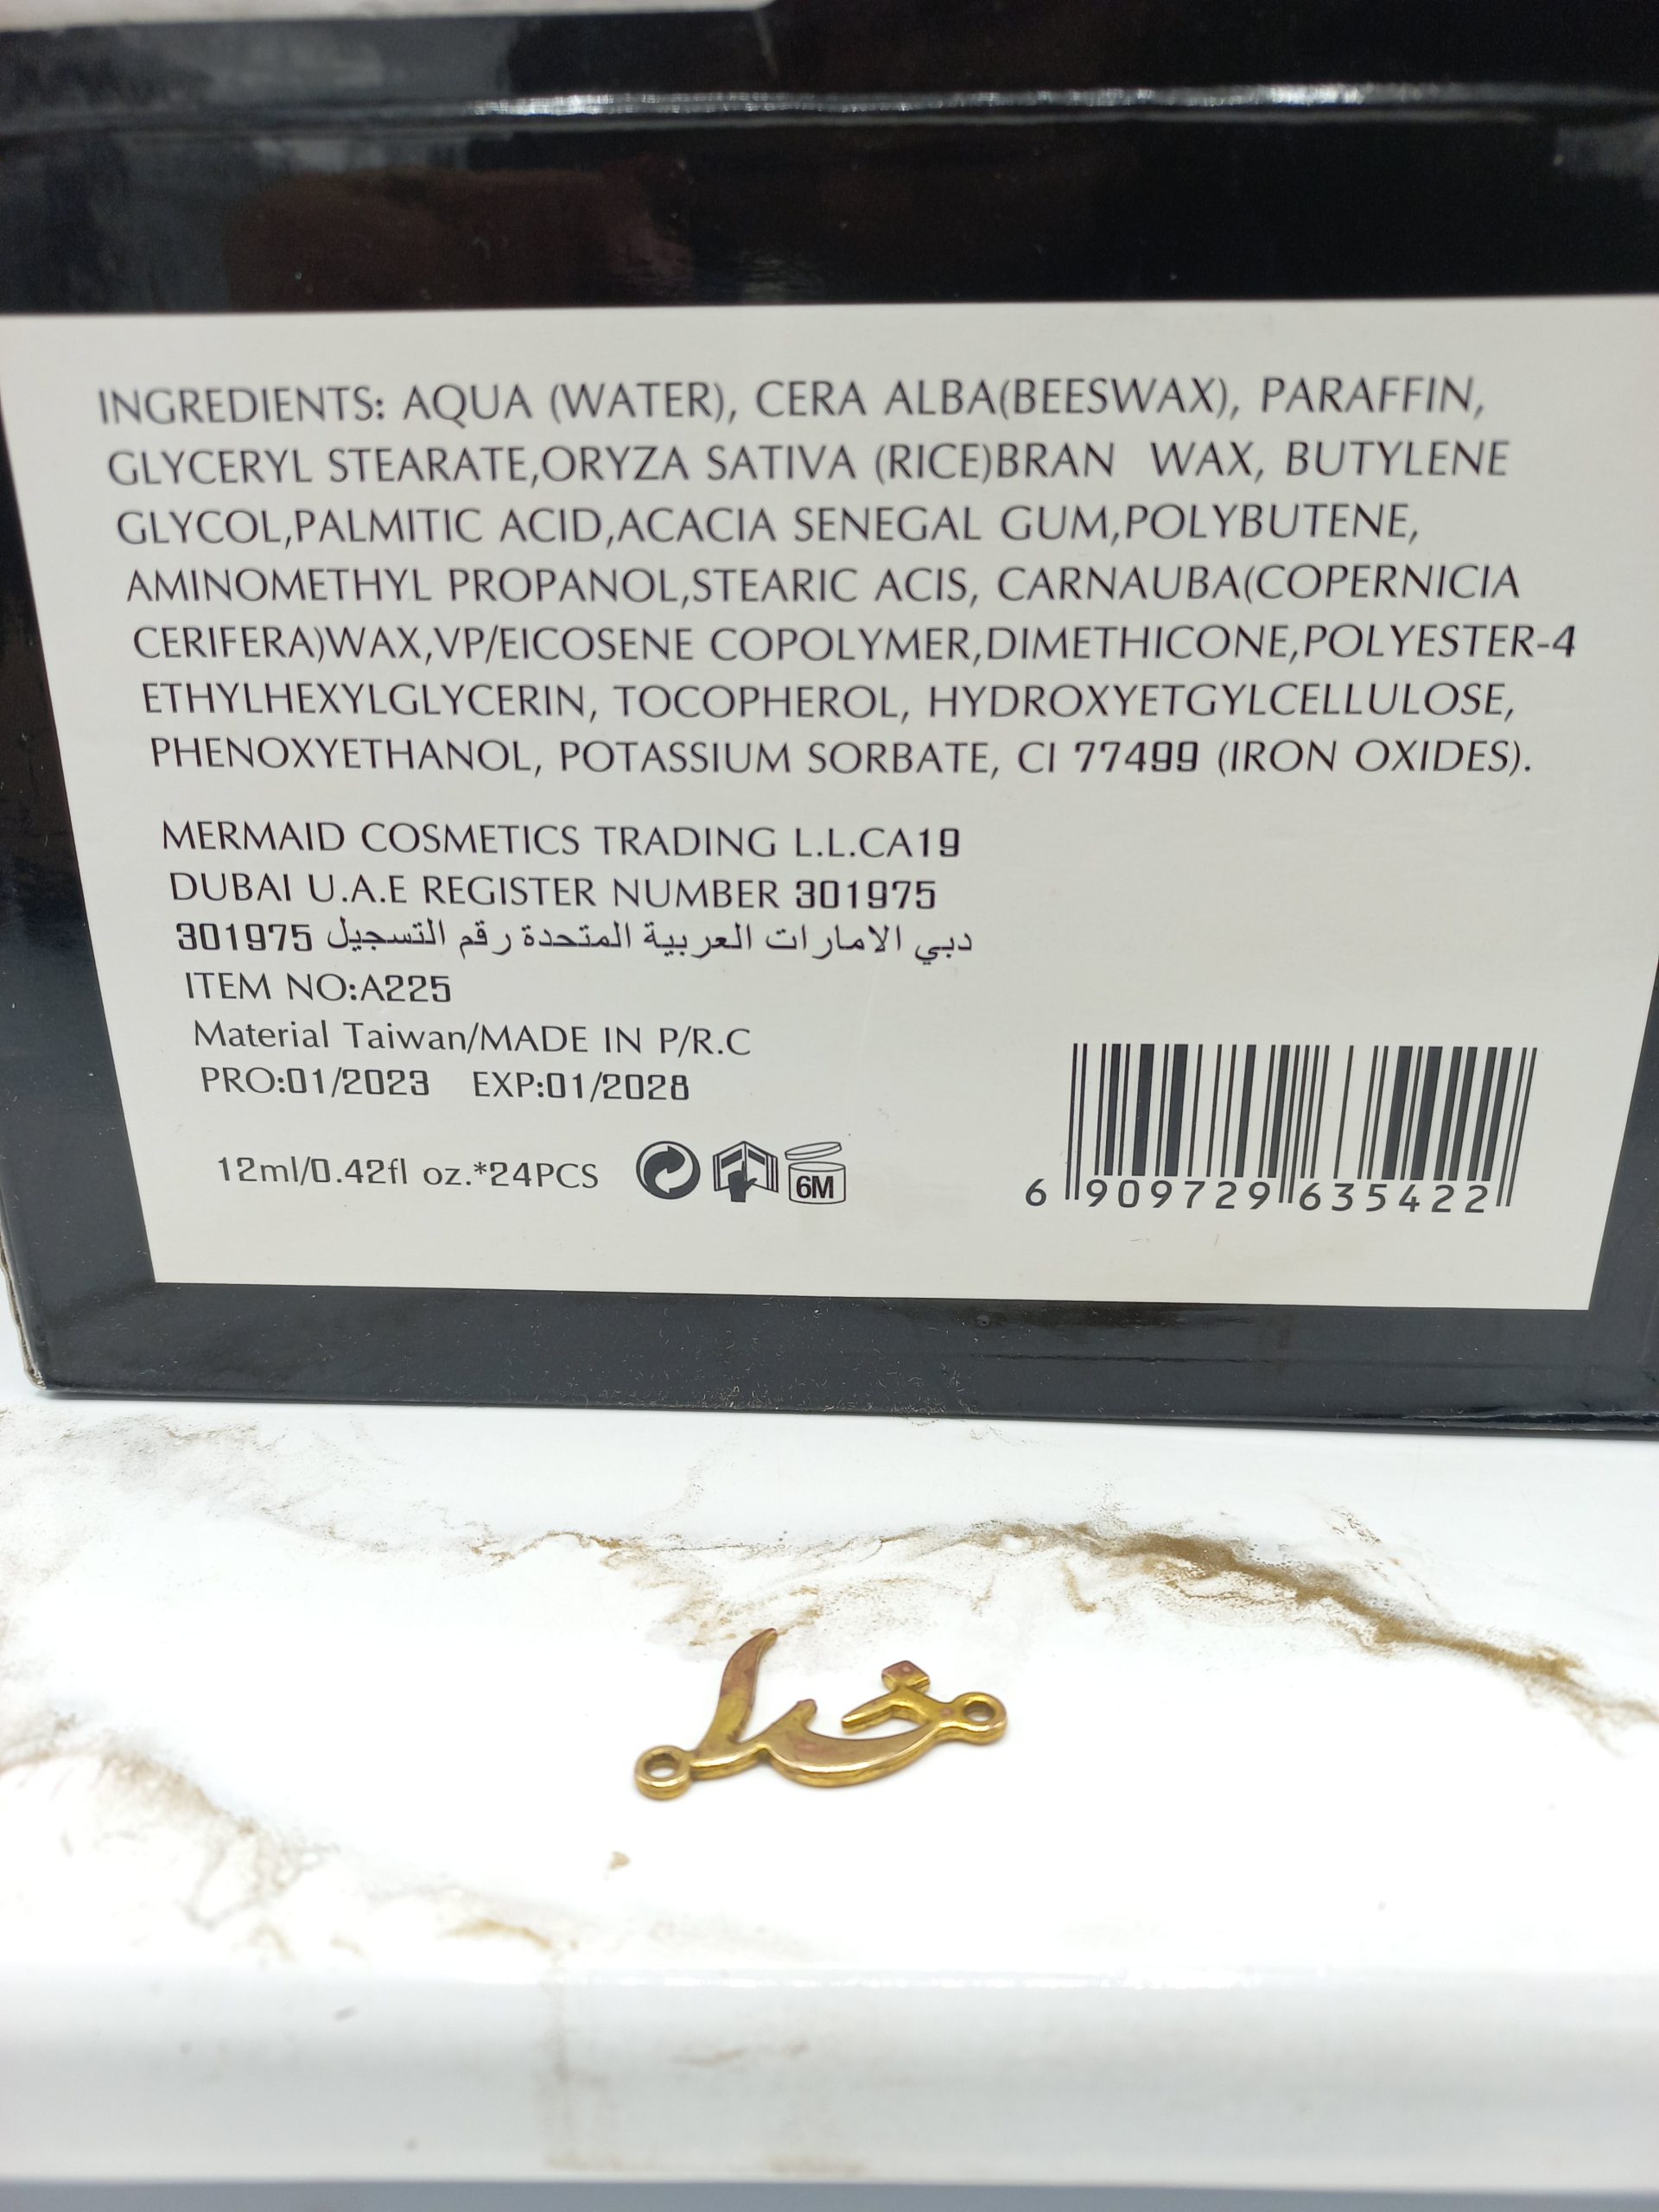 INGREDIENTS: AQUA (WATER), CERA ALBA(BEESWAX), PARAFFIN,
GLYCERYL STEARATE,ORYZA SATIVA (RICE)BRAN WAX, BUTYLENE
GLYCOL,PALMITIC ACID,ACACIA SENEGAL GUM,POLYBUTENE,
AMINOMETHYL PROPANOL,STEARIC ACIS, CARNAUBA(COPERNICIA
CERIFERA)WAX,VP/EICOSENE COPOLYMER,DIMETHICONE,POLYESTER-4
ETHYLHEXYLGLYCERIN, TOCOPHEROL, HYDROXYETGYLCELLULOSE,
PHENOXYETHANOL, POTASSIUM SORBATE, CI 77499 (IRON OXIDES).
MERMAID COSMETICS TRADING L.L.CA19
DUBAI U.A.E REGISTER NUMBER 301975
دبي الامارات العربية المتحدة رقم التسجيل 301975
ITEM NO:A225
Material Taiwan/MADE IN P/R.C
PRO:01/2023 EXP:01/2028
12ml/0.42fl oz.*24PCS 6M
6 909729 635422